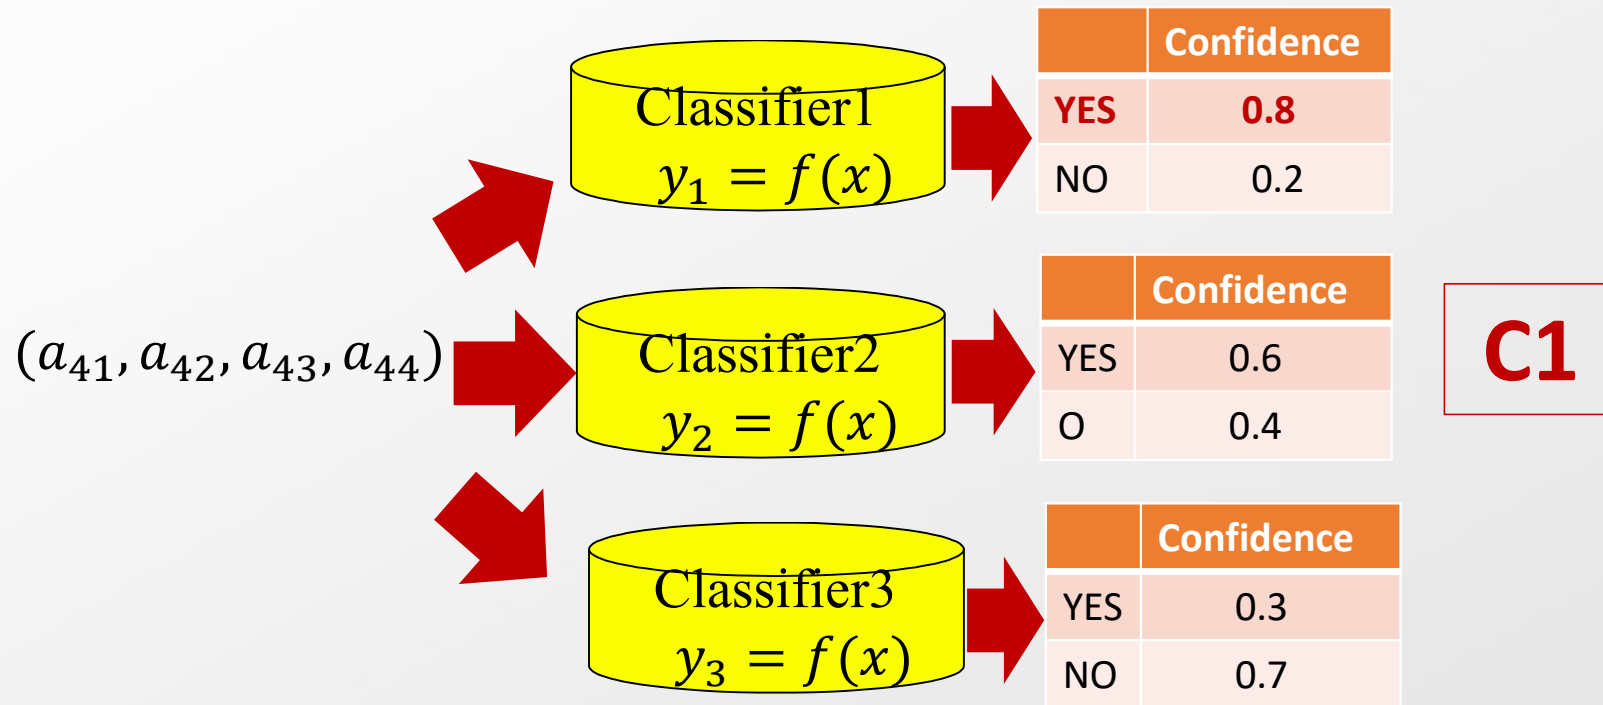 Confidence
Classifier1
y₁ = f(x)
YES 0.8
NO 0.2
Confidence
(a₄₁, a₄₂, a₄₃, a₄₄)
Classifier2
y₂ = f(x)
YES 0.6
O 0.4
C1
Confidence
Classifier3
y₃ = f(x)
YES 0.3
NO 0.7